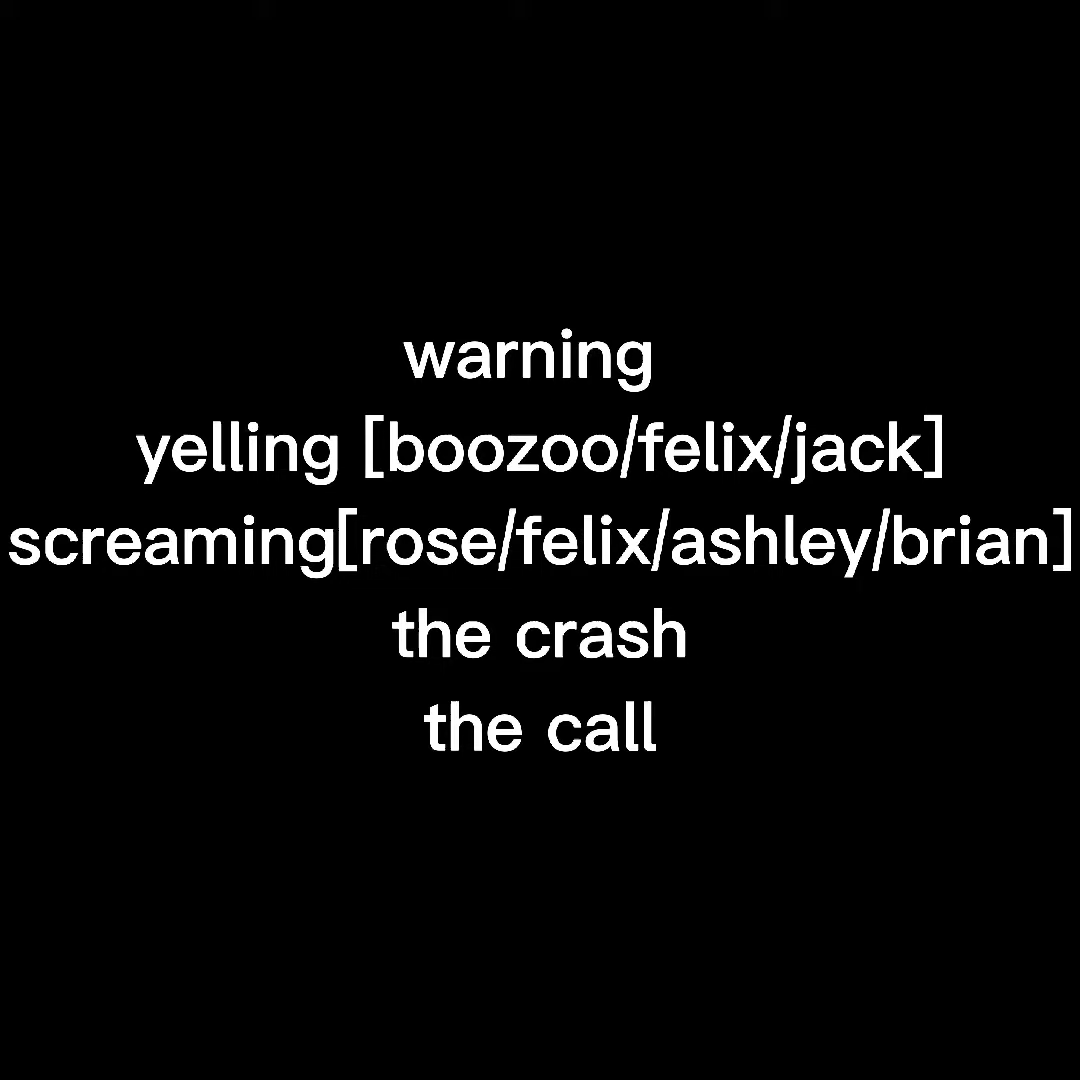 warning
yelling [boozoo/felix/jack]
screaming[rose/felix/ashley/brian]
the crash
the call